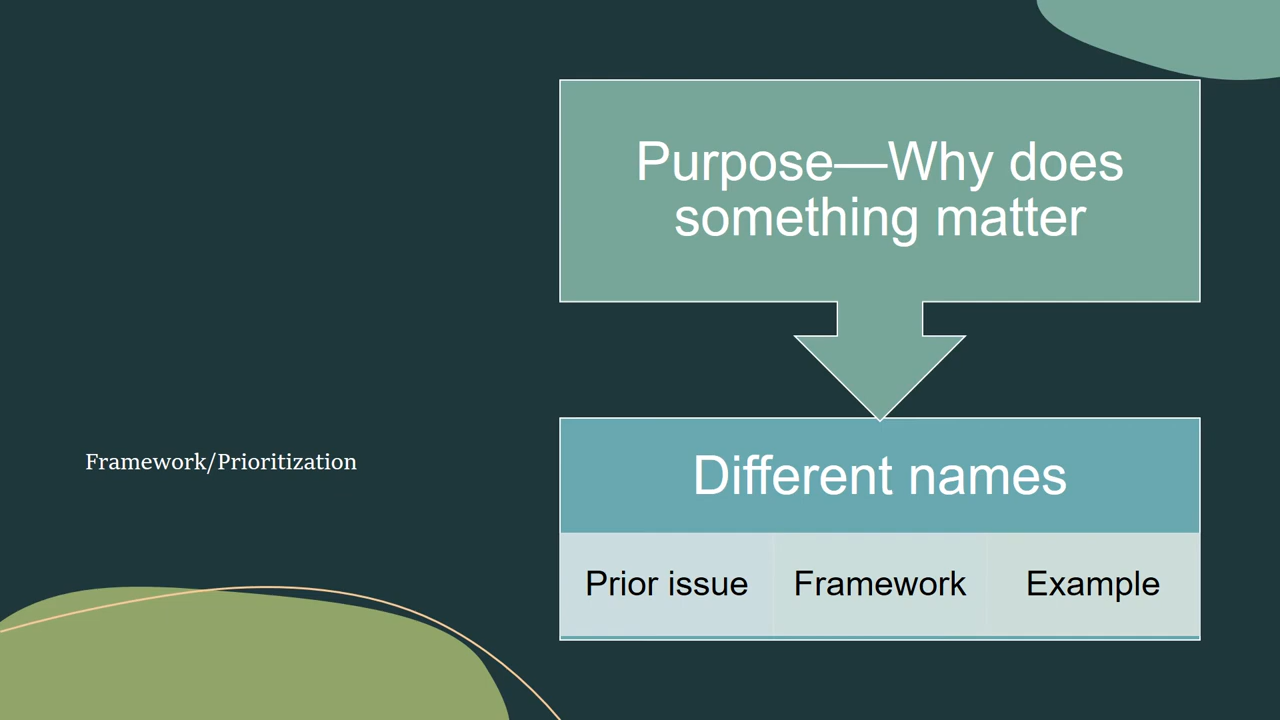 Framework/Prioritization
Purpose—Why does
something matter
Different names
Prior issue
Framework
Example